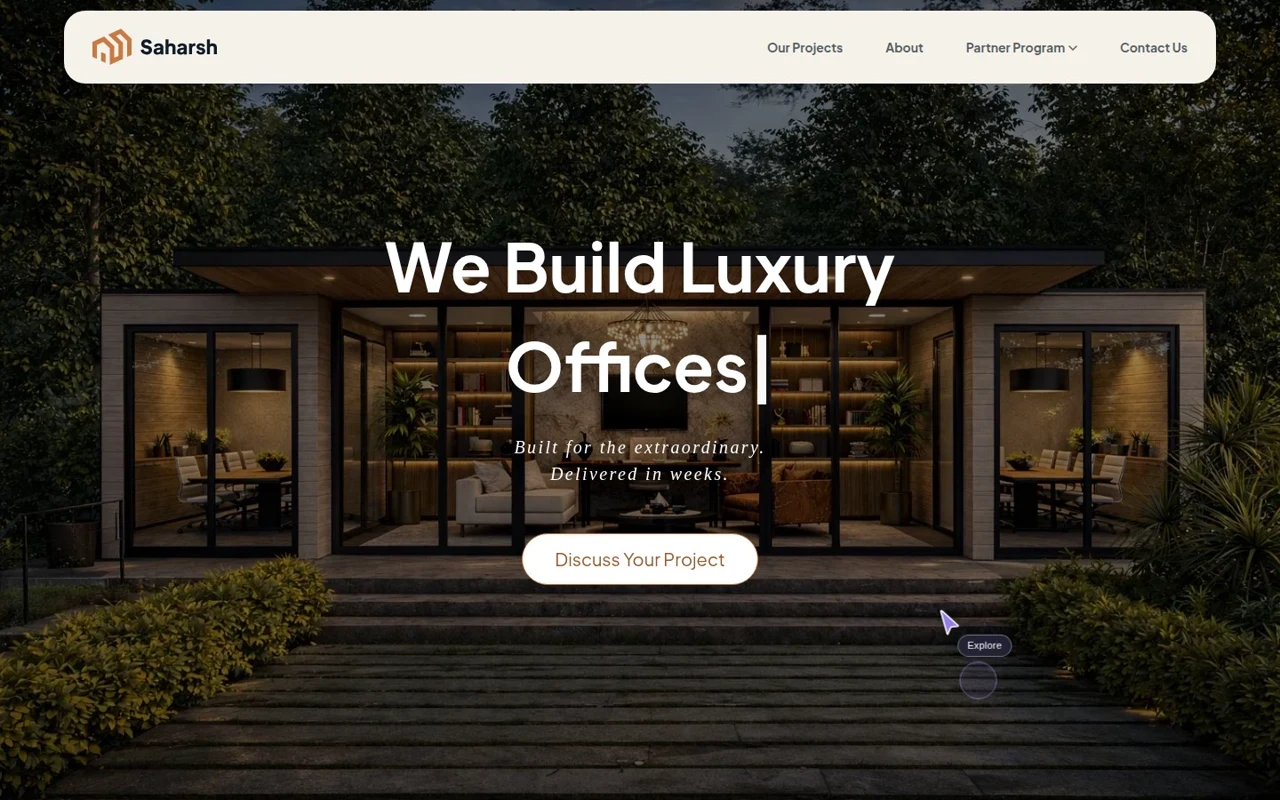 Saharsh
Our Projects
About
Partner Program
Contact Us
We Build Luxury
Offices|
Built for the extraordinary.
Delivered in weeks.
Discuss Your Project
Explore